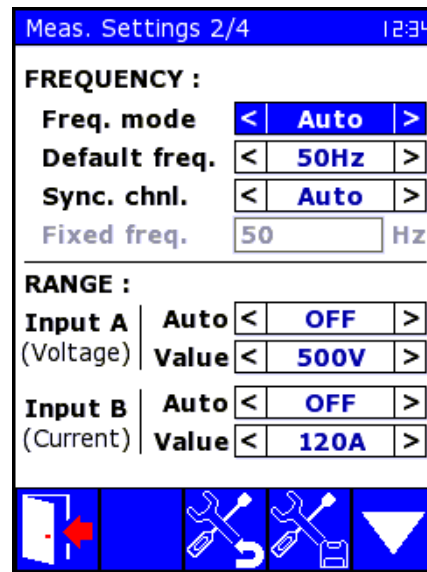 Meas. Settings 2/4 12:34
FREQUENCY :
Freq. mode < Auto >
Default freq. < 50Hz >
Sync. chnl. < Auto >
Fixed freq. 50 Hz
RANGE :
Input A Auto < OFF >
(Voltage) Value < 500V >
Input B Auto < OFF >
(Current) Value < 120A >